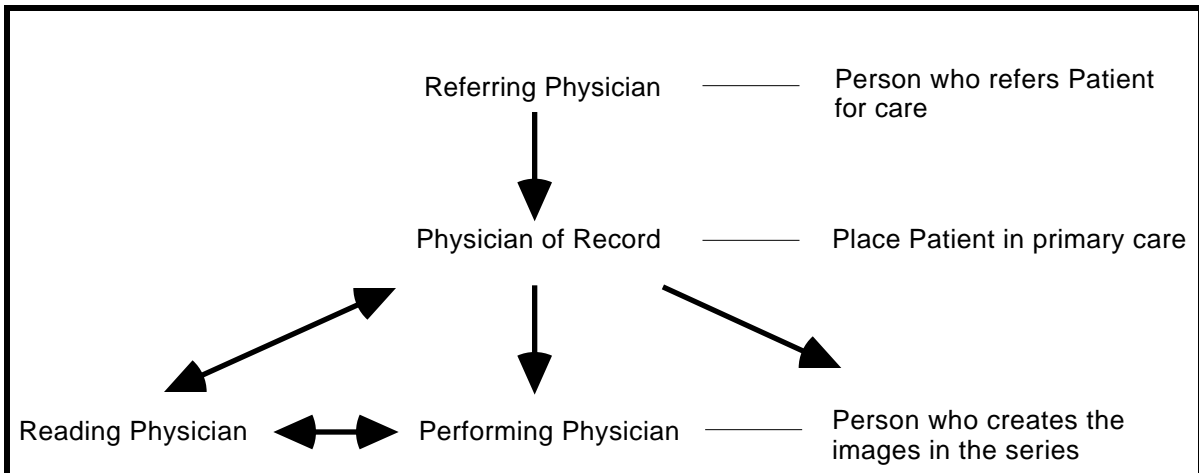 Referring Physician
Person who refers Patient
for care
Physician of Record
Place Patient in primary care
Reading Physician
Performing Physician
Person who creates the
images in the series